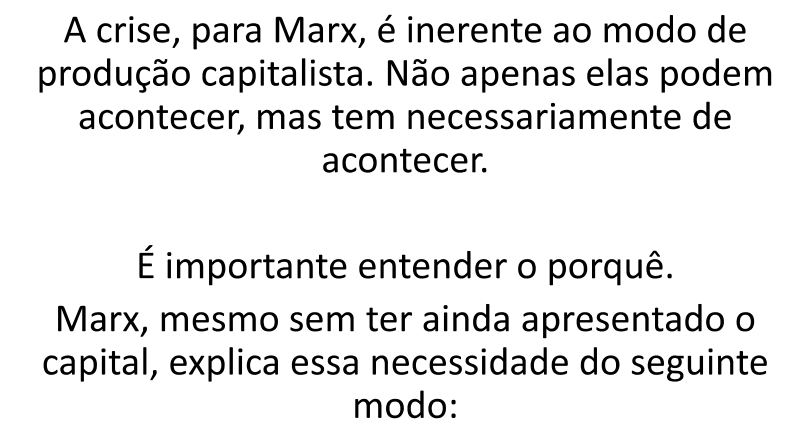 A crise, para Marx, é inerente ao modo de
produção capitalista. Não apenas elas podem
acontecer, mas tem necessariamente de
acontecer.
É importante entender o porquê.
Marx, mesmo sem ter ainda apresentado o
capital, explica essa necessidade do seguinte
modo: